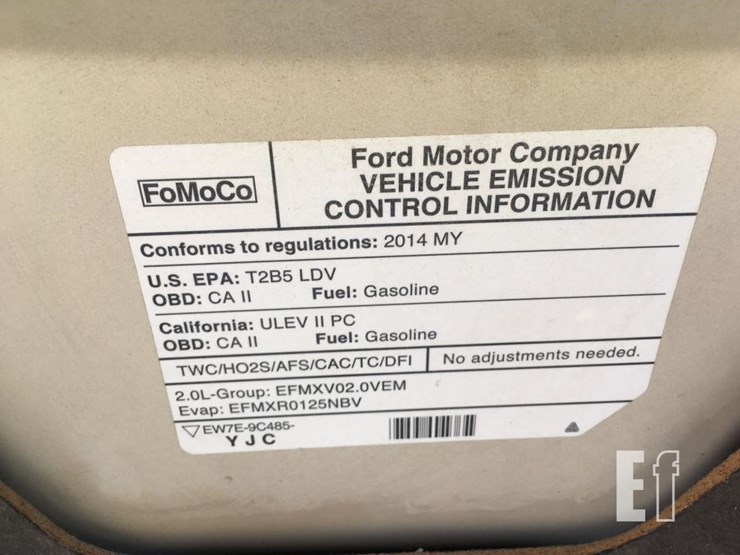 FoMoCo
Ford Motor Company
VEHICLE EMISSION
CONTROL INFORMATION
Conforms to regulations: 2014 MY
U.S. EPA: T2B5 LDV
OBD: CA II Fuel: Gasoline
California: ULEV II PC
OBD: CA II Fuel: Gasoline
TWC/HO2S/AFS/CAC/TC/DFI No adjustments needed.
2.0L-Group: EFMXV02.0VEM
Evap: EFMXR0125NBV
EW7E-9C485-
Y J C
Ef